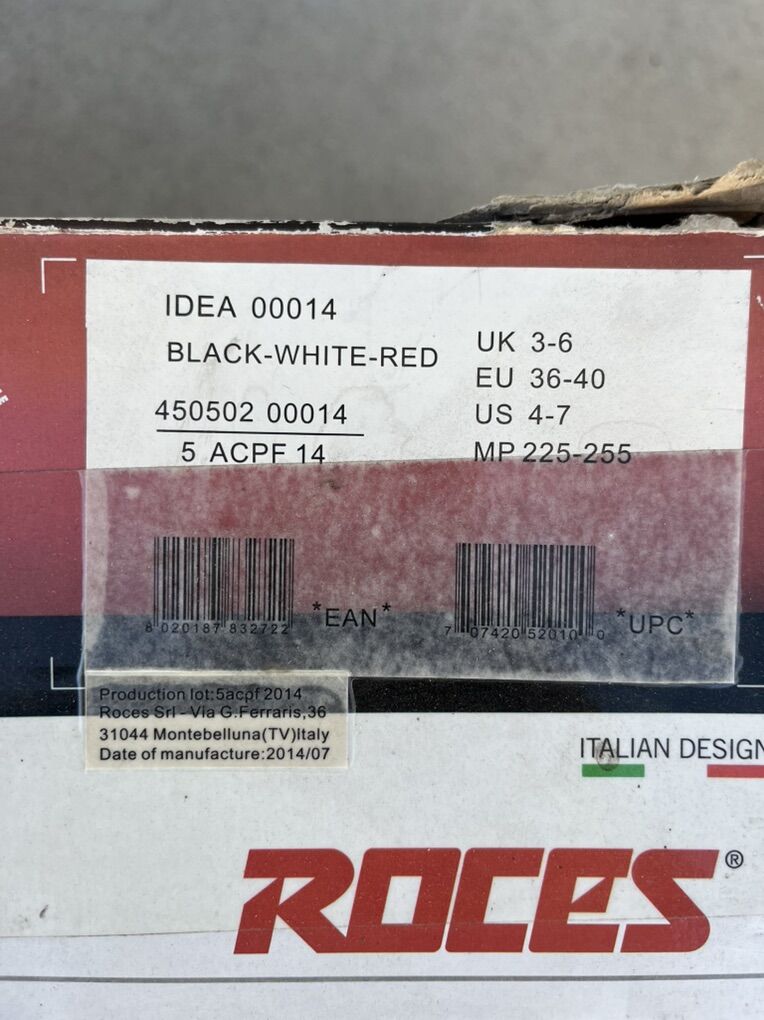 IDEA 00014
BLACK-WHITE-RED
450502 00014
5 ACPF 14
UK 3-6
EU 36-40
US 4-7
MP 225-255
8 020187 832722
*EAN*
7 07420 52010 0
*UPC*
Production lot:5acpf 2014
Roces Srl - Via G.Ferraris,36
31044 Montebelluna(TV)Italy
Date of manufacture:2014/07
ITALIAN DESIGN
ROCES®